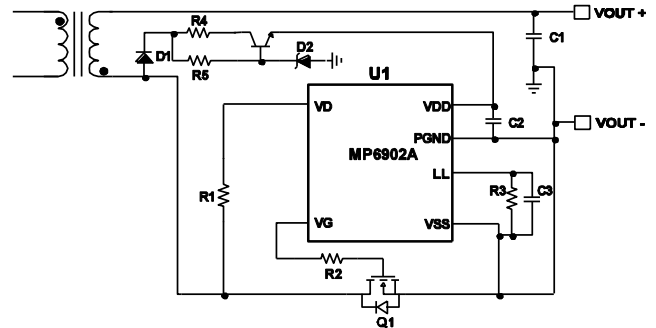 VOUT +
R4
D2
C1
D1
R5
U1
VD
VDD
C2
VOUT -
PGND
MP6902A
LL
R1
R3
C3
VG
VSS
R2
Q1